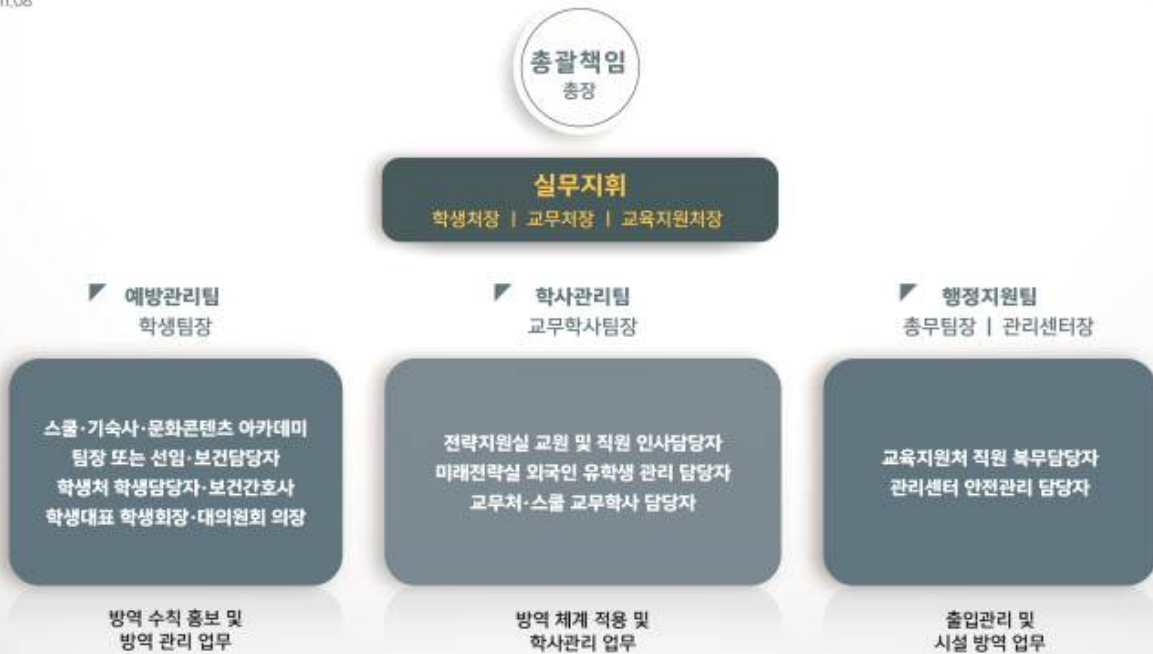 총괄책임
총장
실무지휘
학생처장 | 교무처장 | 교육지원처장
예방관리팀
학생팀장
스쿨·기숙사·문화콘텐츠 아카데미
팀장 또는 선임·보건담당자
학생처 학생담당자·보건간호사
학생대표 학생회장·대의원회 의장
방역 수칙 홍보 및
방역 관리 업무
학사관리팀
교무학사팀장
전략지원실 교원 및 직원 인사담당자
미래전략실 외국인 유학생 관리 담당자
교무처·스쿨 교무학사 담당자
방역 체계 적용 및
학사관리 업무
행정지원팀
총무팀장 | 관리센터장
교육지원처 직원 복무담당자
관리센터 안전관리 담당자
출입관리 및
시설 방역 업무